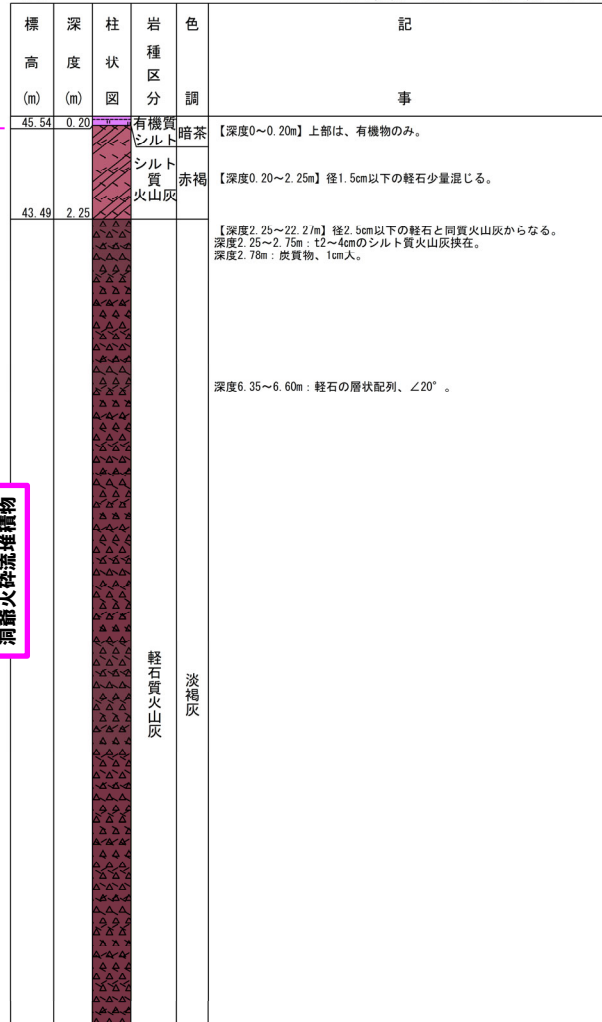 標高(m)
深度(m)
柱状図
岩種区分
色調
記事
45.54
0.20
有機質シルト
暗茶
【深度0〜0.20m】上部は、有機物のみ。
シルト質火山灰
赤褐
【深度0.20〜2.25m】径1.5cm以下の軽石少量混じる。
43.49
2.25
【深度2.25〜22.27m】径2.5cm以下の軽石と同質火山灰からなる。
深度2.25〜2.75m：t2〜4cmのシルト質火山灰挟在。
深度2.78m：炭質物、1cm大。
深度6.35〜6.60m：軽石の層状配列、∠20°。
洞爺火砕流堆積物
軽石質火山灰
淡褐灰